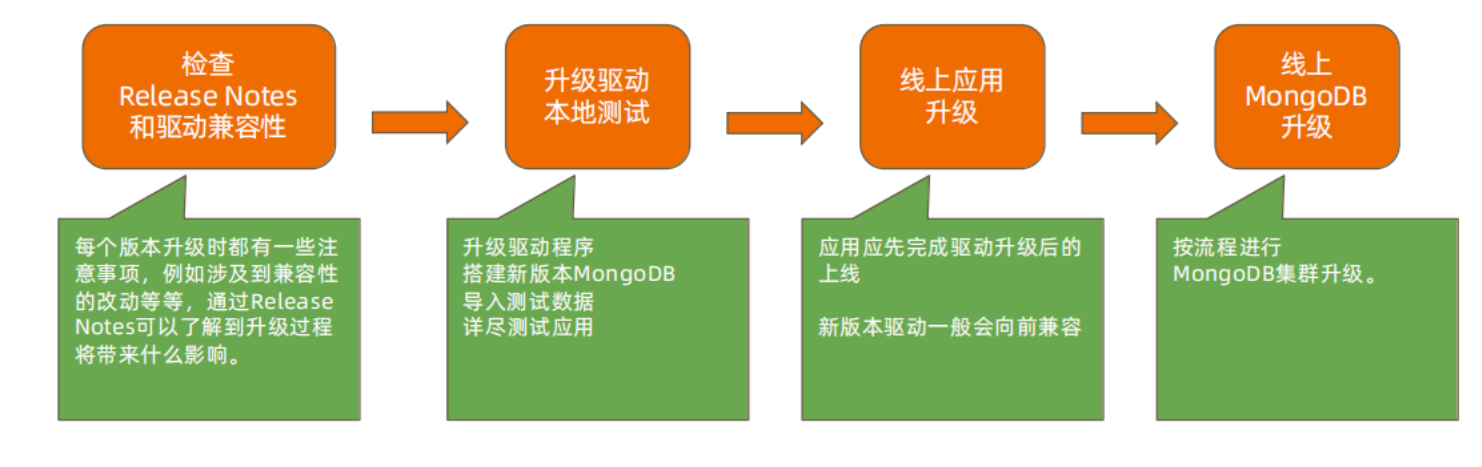 检查
Release Notes
和驱动兼容性
升级驱动
本地测试
线上应用
升级
线上
MongoDB
升级
每个版本升级时都有一些注
意事项，例如涉及到兼容性
的改动等等，通过Release
Notes可以了解到升级过程
将带来什么影响。
升级驱动程序
搭建新版本MongoDB
导入测试数据
详尽测试应用
应用应先完成驱动升级后的
上线
新版本驱动一般会向前兼容
按流程进行
MongoDB集群升级。